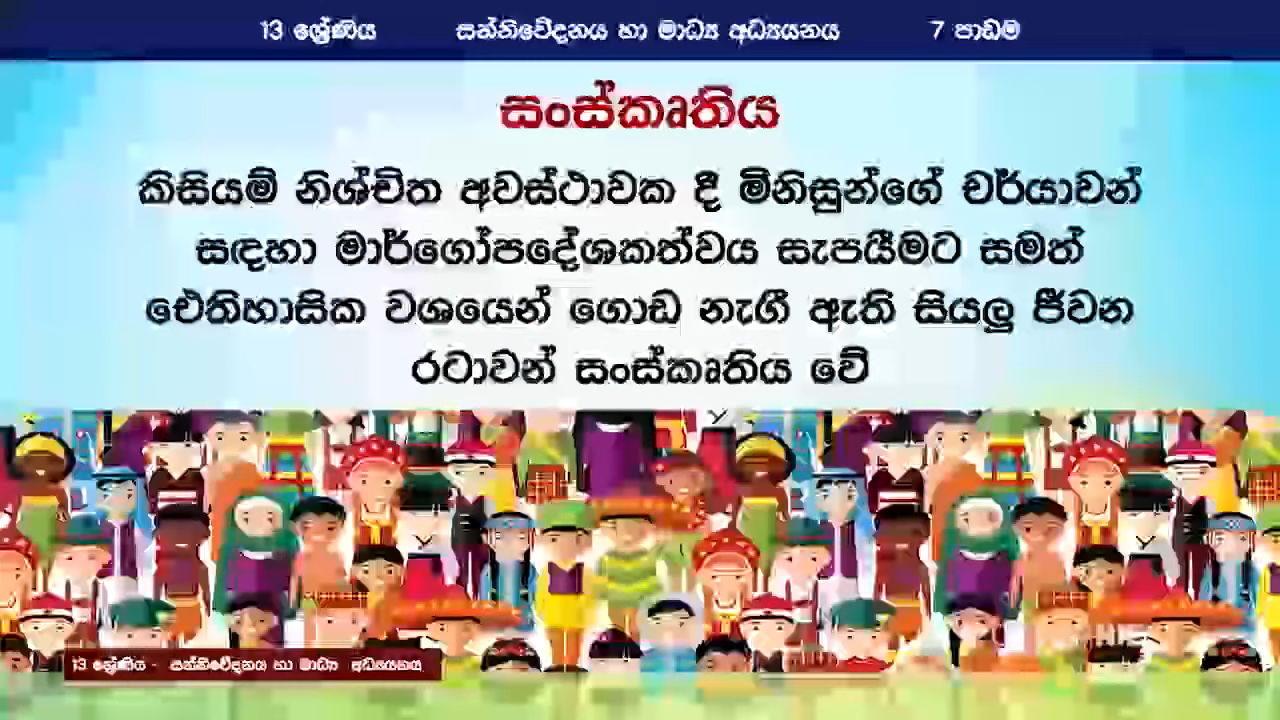 13 ශ්‍රේණිය සන්නිවේදනය හා මාධ්‍ය අධ්‍යයනය 7 පාඩම
සංස්කෘතිය
කිසියම් නිශ්චිත අවස්ථාවක දී මිනිසුන්ගේ චර්යාවන්
සඳහා මාර්ගෝපදේශකත්වය සැපයීමට සමත්
ඓතිහාසික වශයෙන් ගොඩ නැගී ඇති සියලු ජීවන
රටාවන් සංස්කෘතිය වේ
13 ශ්‍රේණිය - සන්නිවේදනය හා මාධ්‍ය අධ්‍යයනය